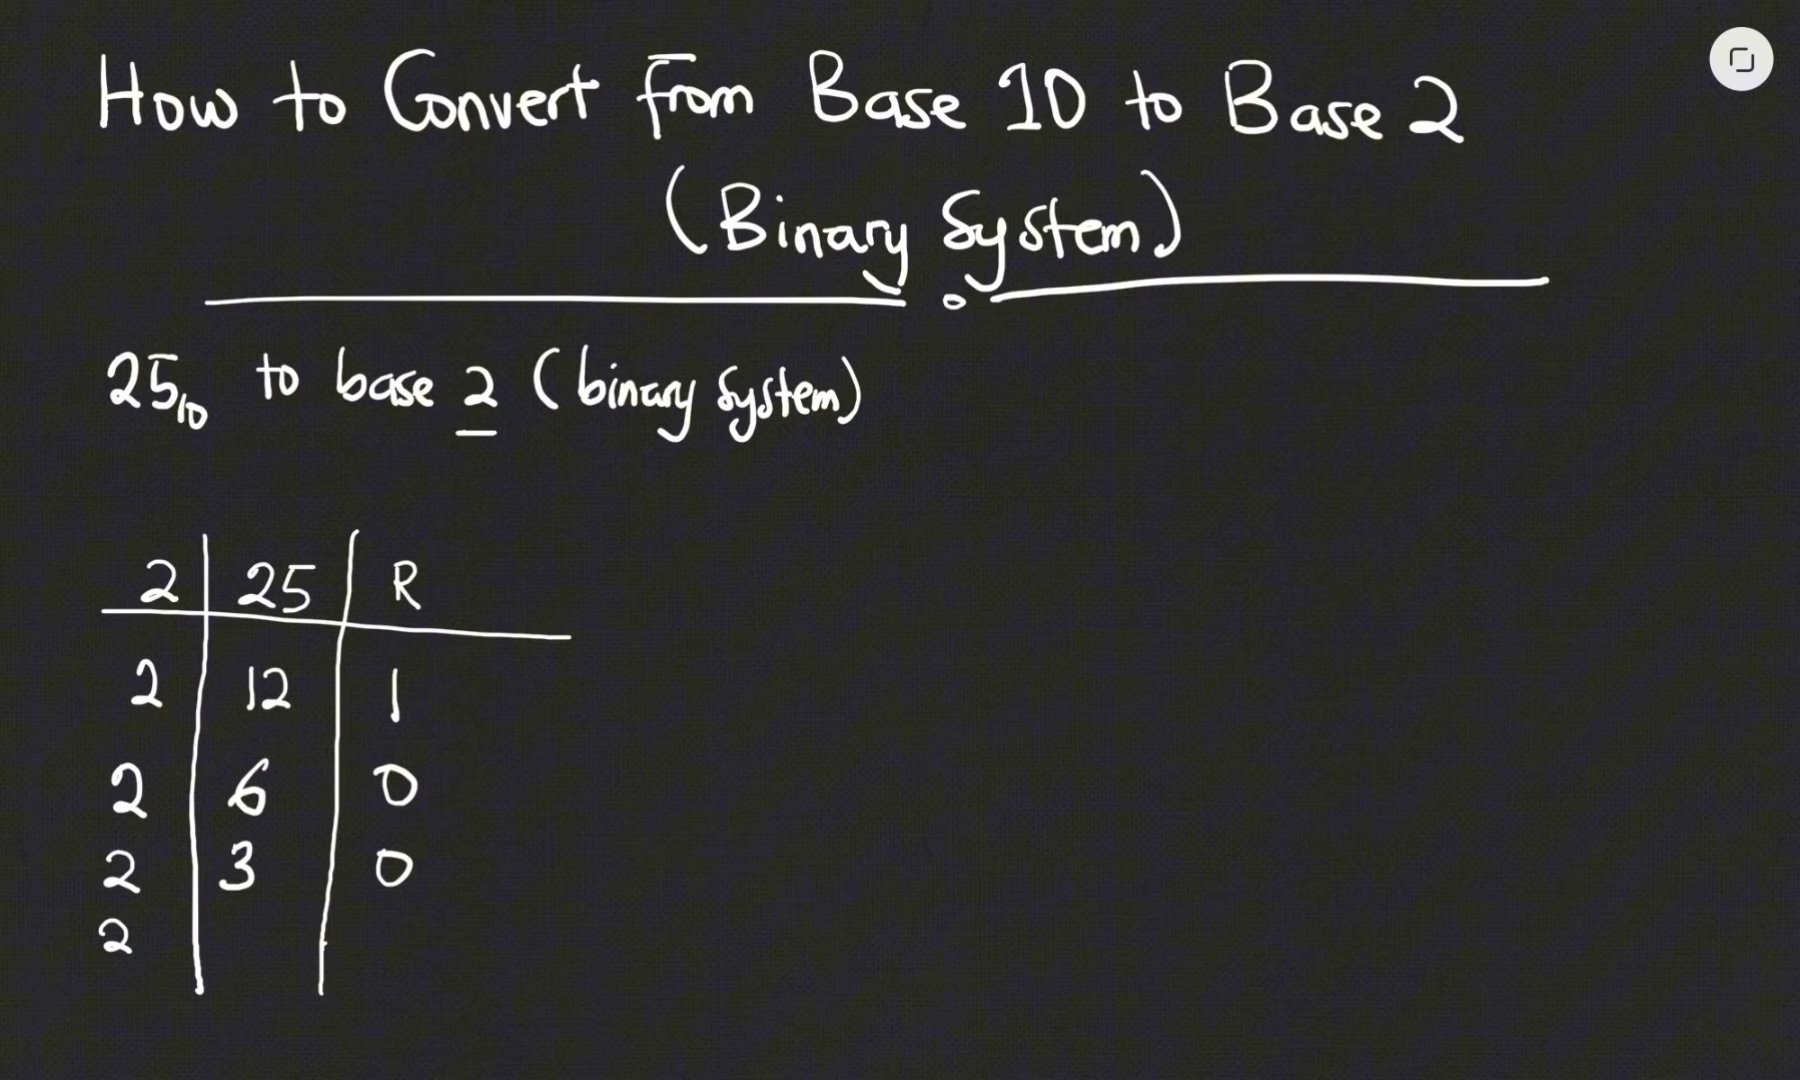 How to Convert from Base 10 to Base 2
(Binary System)
25₁₀ to base 2 (binary system)
2 25 R
2 12 1
2 6 0
2 3 0
2